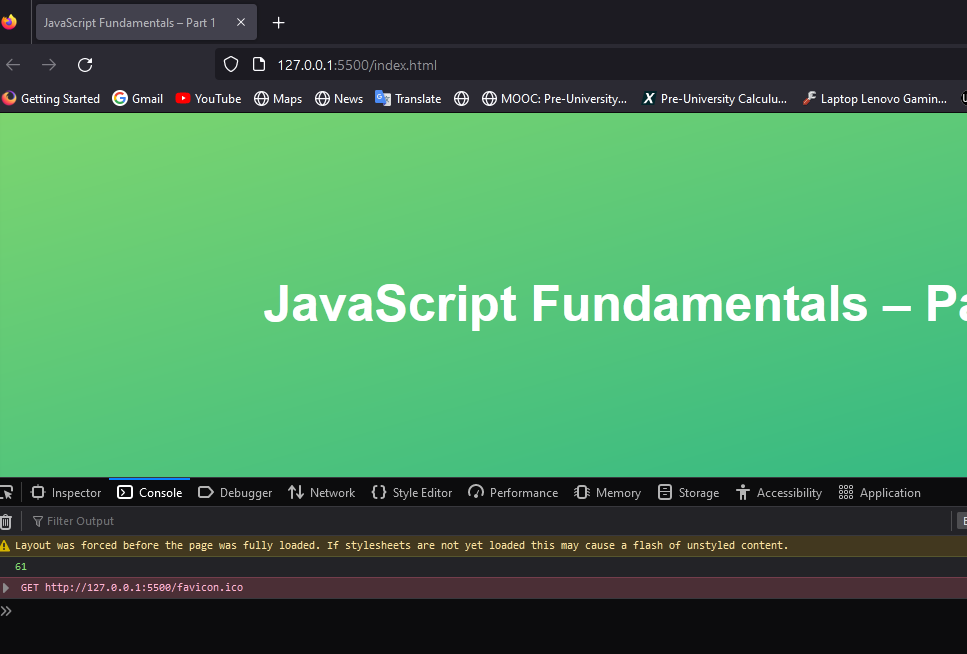 JavaScript Fundamentals – Part 1
127.0.0.1:5500/index.html
Getting Started Gmail YouTube Maps News Translate MOOC: Pre-University... Pre-University Calculu... Laptop Lenovo Gamin...
JavaScript Fundamentals – Pa
Inspector Console Debugger Network Style Editor Performance Memory Storage Accessibility Application
Filter Output
Layout was forced before the page was fully loaded. If stylesheets are not yet loaded this may cause a flash of unstyled content.
61
GET http://127.0.0.1:5500/favicon.ico